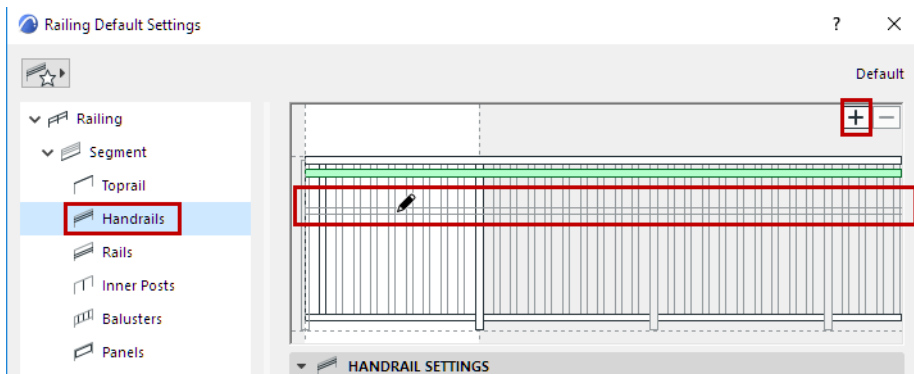 Railing Default Settings ? ×
Default
Railing
Segment
Toprail
Handrails
Rails
Inner Posts
Balusters
Panels
HANDRAIL SETTINGS